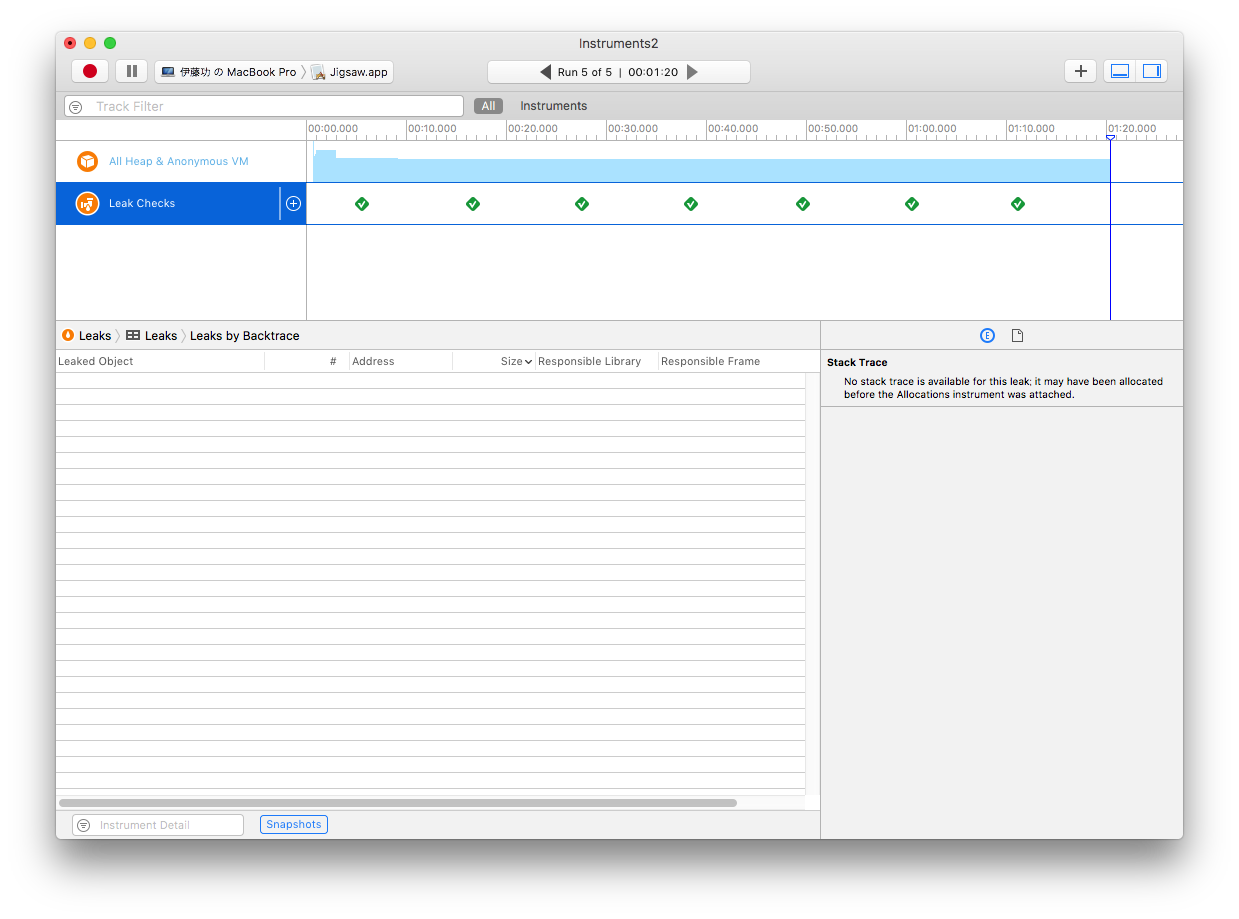 Instruments2
伊藤功 の MacBook Pro 〉 Jigsaw.app
Run 5 of 5 | 00:01:20
Track Filter
All Instruments
00:00.000 00:10.000 00:20.000 00:30.000 00:40.000 00:50.000 01:00.000 01:10.000 01:20.000
All Heap & Anonymous VM
Leak Checks
Leaks 〉 Leaks 〉 Leaks by Backtrace
E
Leaked Object # Address Size Responsible Library Responsible Frame
Stack Trace
No stack trace is available for this leak; it may have been allocated
before the Allocations instrument was attached.
Instrument Detail
Snapshots